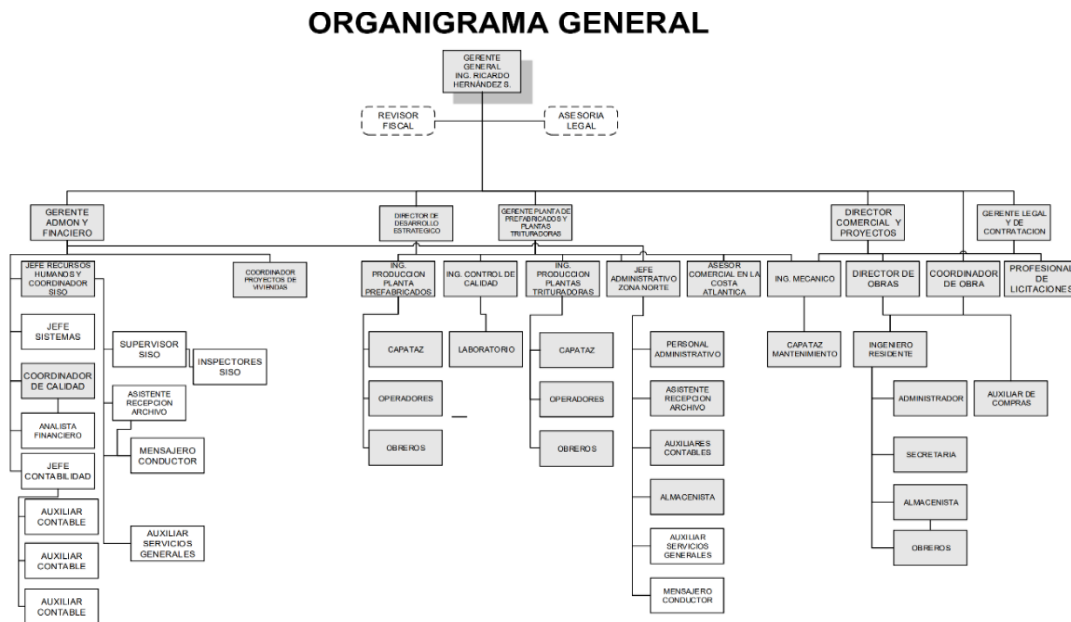 ORGANIGRAMA GENERAL
GERENTE
GENERAL
ING. RICARDO
HERNÁNDEZ S.
REVISOR
FISCAL
ASESORIA
LEGAL
GERENTE
ADMON Y
FINACIERO
DIRECTOR DE
DESARROLLO
ESTRATEGICO
GERENTE PLANTA DE
PREFABRICADOS Y
PLANTAS
TRITURADORAS
DIRECTOR
COMERCIAL Y
PROYECTOS
GERENTE LEGAL
Y DE
CONTRATACION
JEFE RECURSOS
HUMANOS Y
COORDINADOR
SISO
COORDINADOR
PROYECTOS DE
VIVIENDAS
ING.
PRODUCCION
PLANTA
PREFABRICADOS
ING. CONTROL DE
CALIDAD
ING.
PRODUCCION
PLANTAS
TRITURADORAS
JEFE
ADMINISTRATIVO
ZONA NORTE
ASESOR
COMERCIAL EN LA
COSTA
ATLANTICA
ING. MECANICO
DIRECTOR DE
OBRAS
COORDINADOR
DE OBRA
PROFESIONAL
DE
LICITACIONES
JEFE
SISTEMAS
SUPERVISOR
SISO
INSPECTORES
SISO
COORDINADOR
DE CALIDAD
ASISTENTE
RECEPCION
ARCHIVO
ANALISTA
FINANCIERO
MENSAJERO
CONDUCTOR
JEFE
CONTABILIDAD
AUXILIAR
CONTABLE
AUXILIAR
SERVICIOS
GENERALES
AUXILIAR
CONTABLE
AUXILIAR
CONTABLE
CAPATAZ
OPERADORES
OBREROS
LABORATORIO
CAPATAZ
OPERADORES
OBREROS
PERSONAL
ADMINISTRATIVO
ASISTENTE
RECEPCION
ARCHIVO
AUXILIARES
CONTABLES
ALMACENISTA
AUXILIAR
SERVICIOS
GENERALES
MENSAJERO
CONDUCTOR
CAPATAZ
MANTENIMIENTO
INGENIERO
RESIDENTE
ADMINISTRADOR
SECRETARIA
ALMACENISTA
OBREROS
AUXILIAR DE
COMPRAS